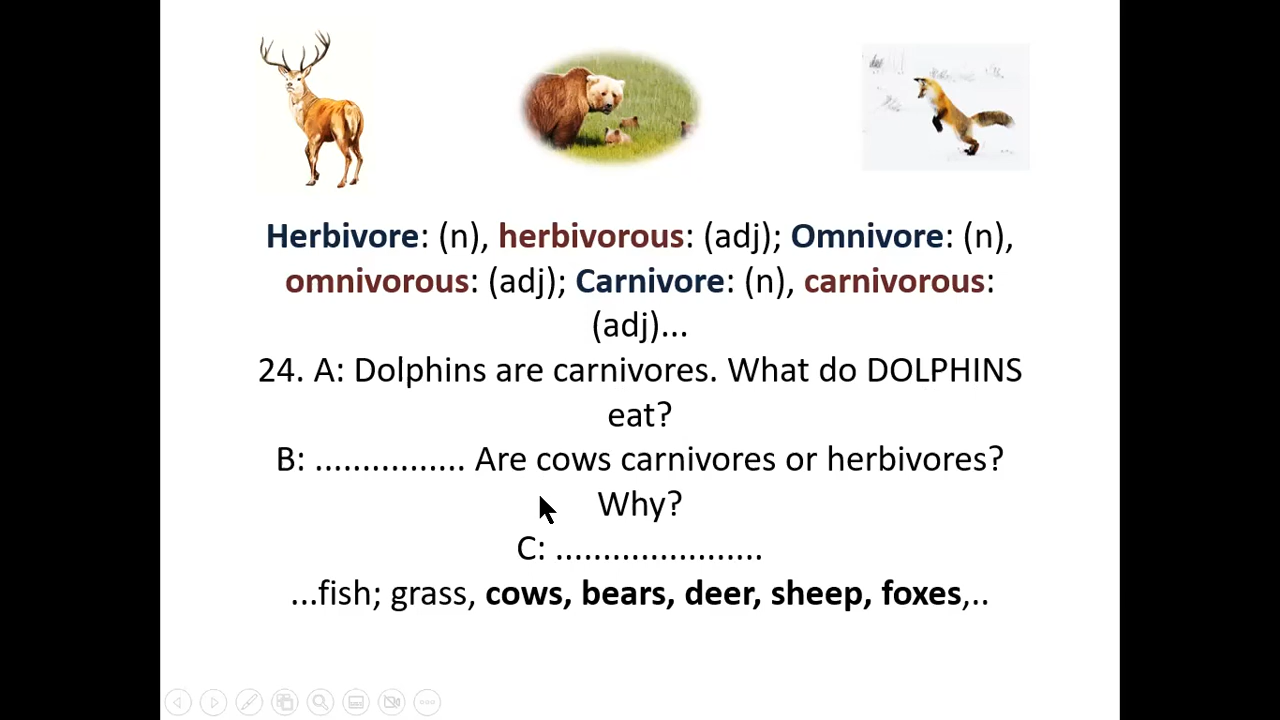 Herbivore: (n), herbivorous: (adj); Omnivore: (n),
omnivorous: (adj); Carnivore: (n), carnivorous:
(adj)...
24. A: Dolphins are carnivores. What do DOLPHINS
eat?
B: ................ Are cows carnivores or herbivores?
Why?
C: ......................
...fish; grass, cows, bears, deer, sheep, foxes,..